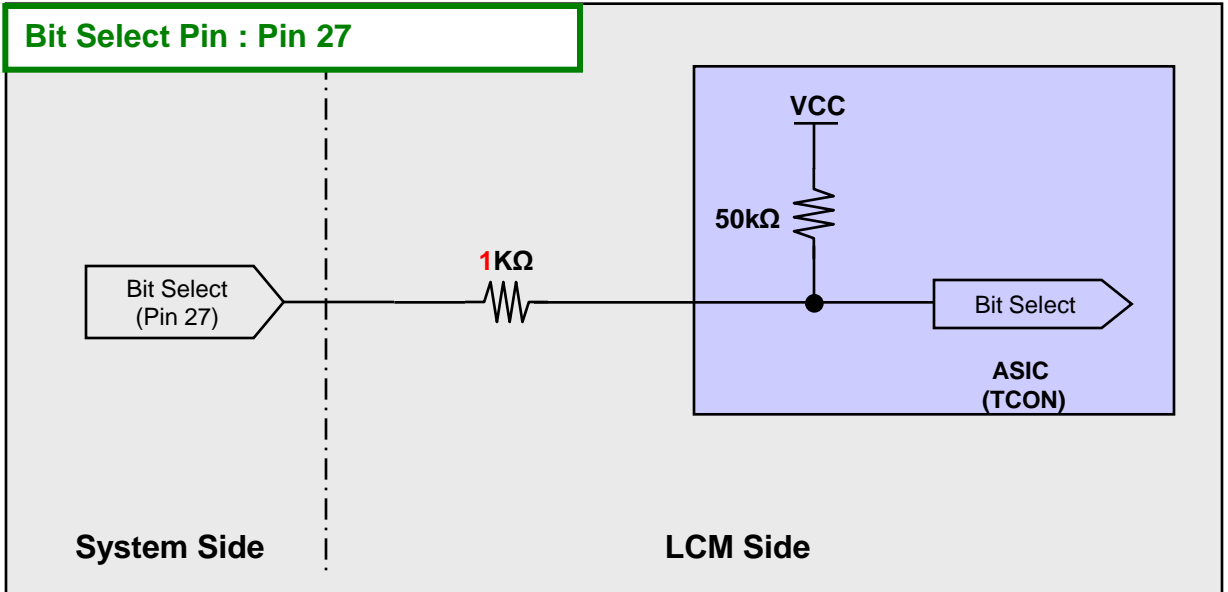 Bit Select Pin : Pin 27
VCC
50kΩ
1KΩ
Bit Select
(Pin 27)
Bit Select
ASIC
(TCON)
System Side
LCM Side